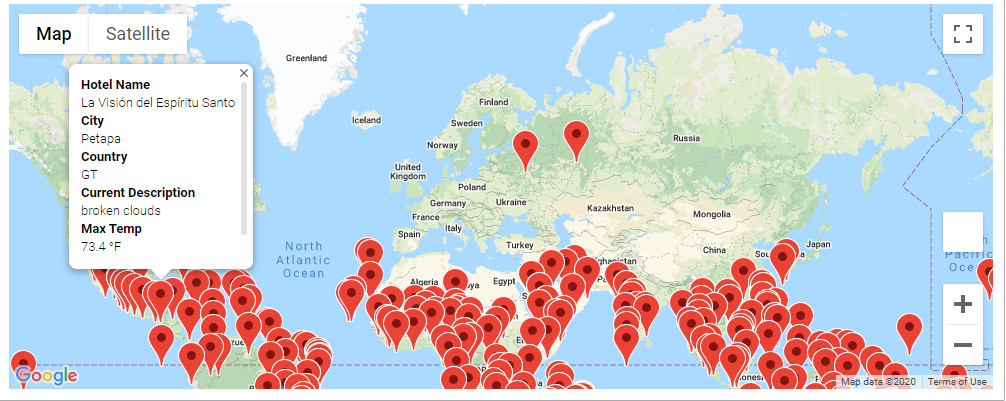 Map Satellite
Hotel Name
La Visión del Espíritu Santo
City
Petapa
Country
GT
Current Description
broken clouds
Max Temp
73.4 °F
Greenland
Iceland
Finland
Sweden
Norway
Russia
United
Kingdom
Poland
Germany
Ukraine
France
Kazakhstan
Mongolia
Italy
Spain
Turkey
China
Japan
North
Atlantic
Ocean
Algeria
Egypt
Google
Map data ©2020 Terms of Use